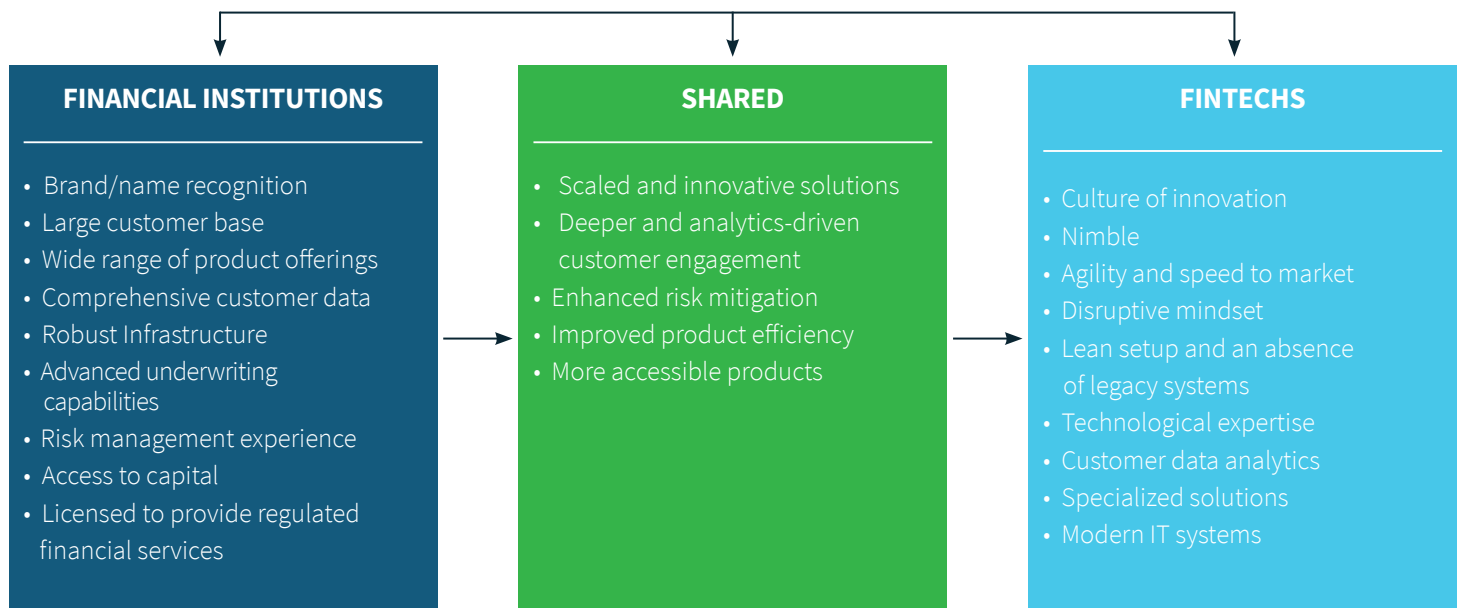 FINANCIAL INSTITUTIONS
• Brand/name recognition
• Large customer base
• Wide range of product offerings
• Comprehensive customer data
• Robust Infrastructure
• Advanced underwriting
capabilities
• Risk management experience
• Access to capital
• Licensed to provide regulated
financial services
SHARED
• Scaled and innovative solutions
• Deeper and analytics-driven
customer engagement
• Enhanced risk mitigation
• Improved product efficiency
• More accessible products
FINTECHS
• Culture of innovation
• Nimble
• Agility and speed to market
• Disruptive mindset
• Lean setup and an absence
of legacy systems
• Technological expertise
• Customer data analytics
• Specialized solutions
• Modern IT systems